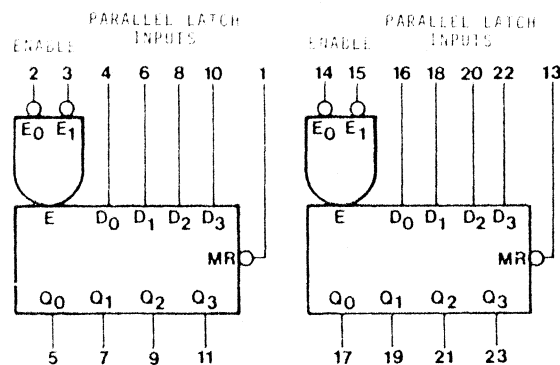 PARALLEL LATCH PARALLEL LATCH
ENABLE INPUTS ENABLE INPUTS
2 3 4 6 8 10 1 14 15 16 18 20 22 13
E0 E1 E0 E1
E D0 D1 D2 D3 E D0 D1 D2 D3
MR MR
Q0 Q1 Q2 Q3 Q0 Q1 Q2 Q3
5 7 9 11 17 19 21 23